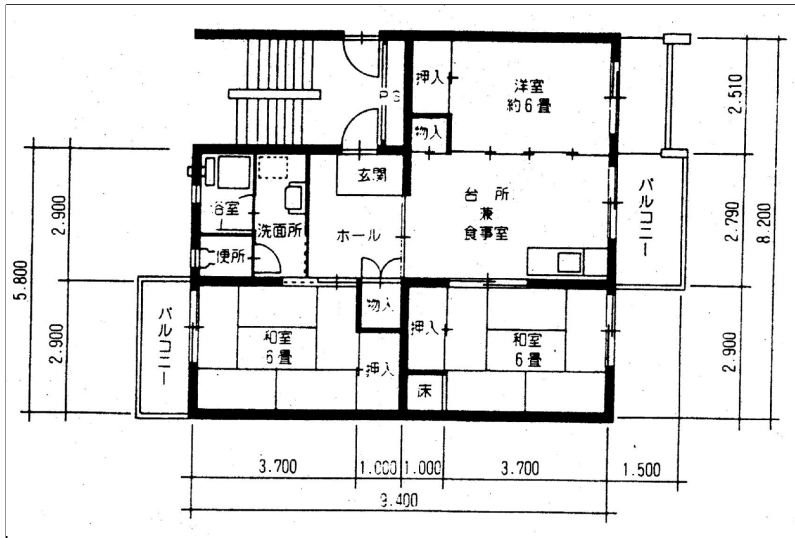 押入
洋室
約6畳
PS
物入
2.510
玄関
台所
兼
食事室
バルコニー
浴室
洗面所
ホール
便所
2.900
5.800
2.790
8.200
バルコニー
物入
和室
6畳
押入
押入
和室
6畳
床
2.900
2.900
3.700
1.000
1.000
3.700
1.500
9.400